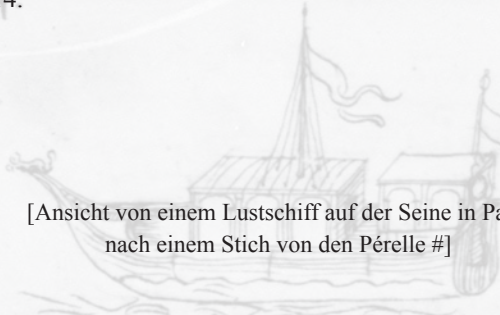 4.
[Ansicht von einem Lustschiff auf der Seine in Pa
nach einem Stich von den Pérelle #]